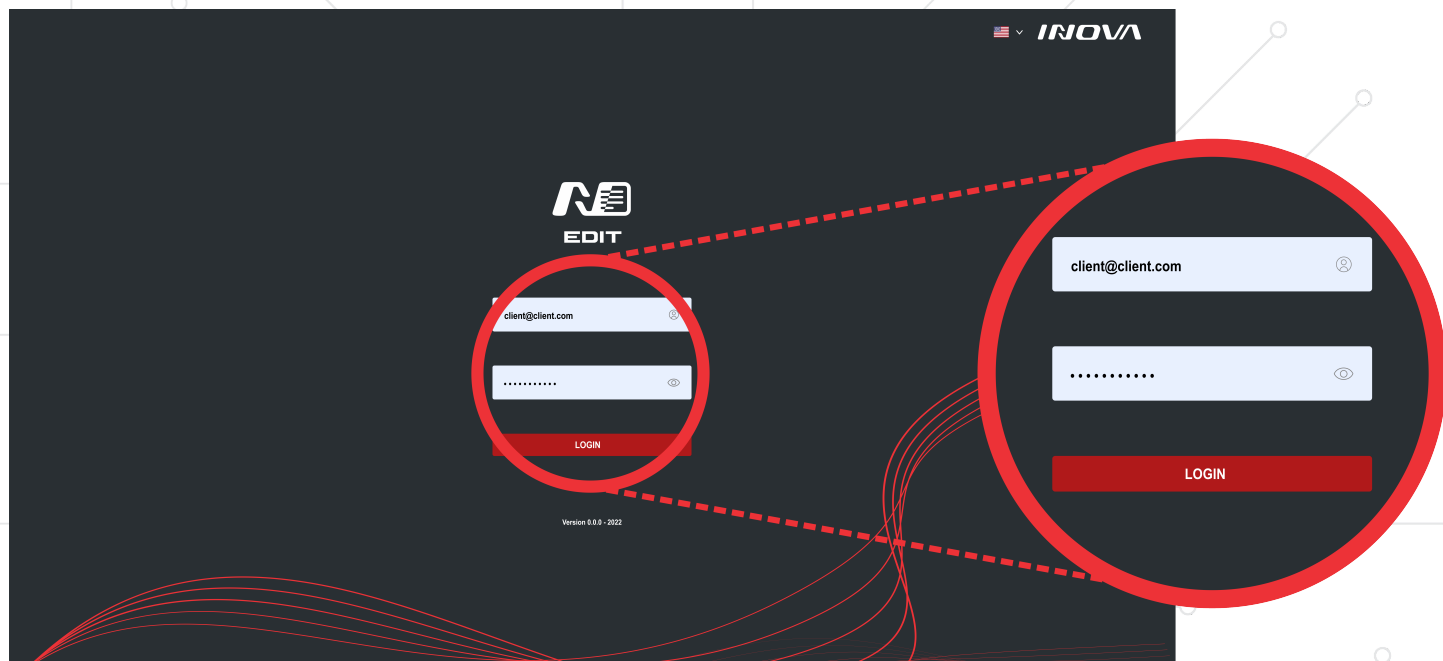 INOVA
EDIT
client@client.com
•••••••••••
LOGIN
Version 0.0.0 - 2022
client@client.com
•••••••••••
LOGIN